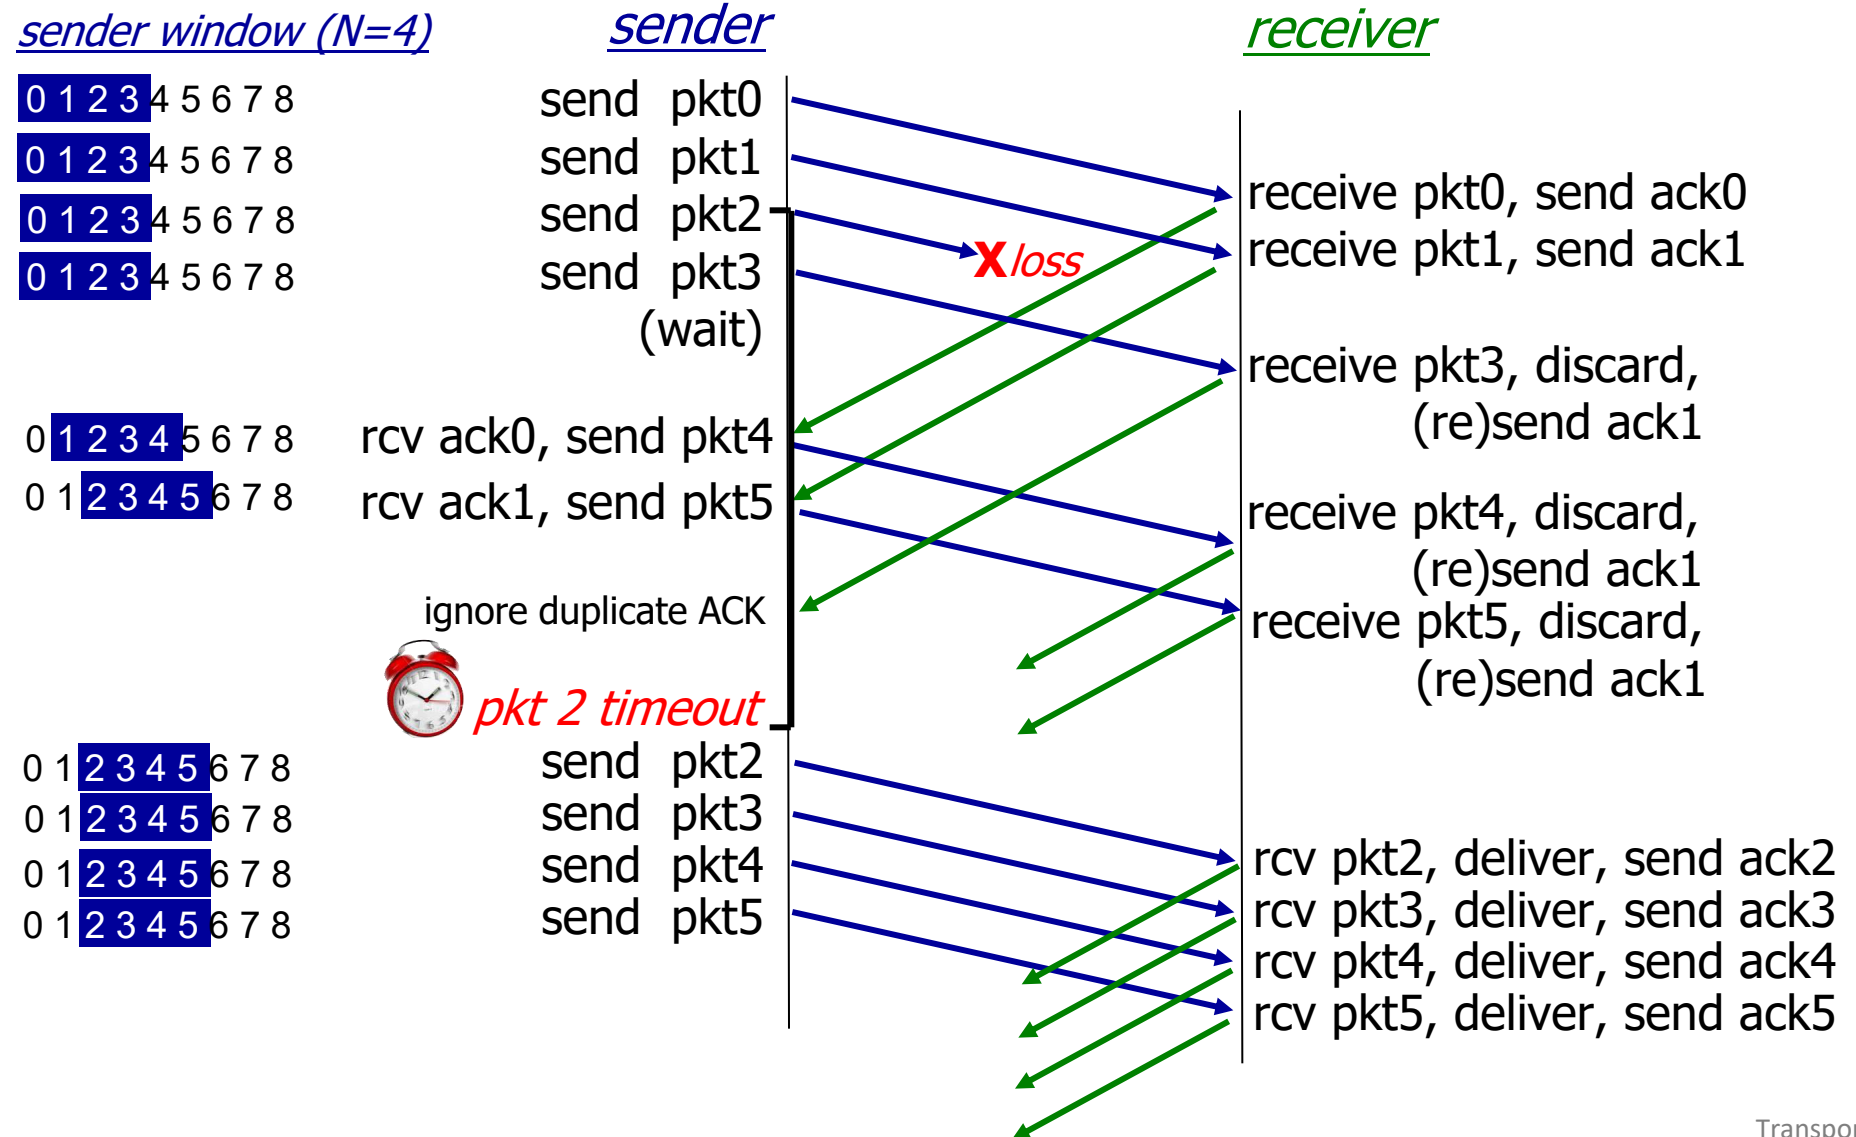 sender window (N=4) sender receiver
0 1 2 3 4 5 6 7 8 send pkt0
0 1 2 3 4 5 6 7 8 send pkt1
0 1 2 3 4 5 6 7 8 send pkt2
0 1 2 3 4 5 6 7 8 send pkt3
(wait)
receive pkt0, send ack0
receive pkt1, send ack1
X loss
receive pkt3, discard,
(re)send ack1
0 1 2 3 4 5 6 7 8 rcv ack0, send pkt4
0 1 2 3 4 5 6 7 8 rcv ack1, send pkt5
receive pkt4, discard,
(re)send ack1
ignore duplicate ACK
receive pkt5, discard,
(re)send ack1
pkt 2 timeout
0 1 2 3 4 5 6 7 8 send pkt2
0 1 2 3 4 5 6 7 8 send pkt3
0 1 2 3 4 5 6 7 8 send pkt4
0 1 2 3 4 5 6 7 8 send pkt5
rcv pkt2, deliver, send ack2
rcv pkt3, deliver, send ack3
rcv pkt4, deliver, send ack4
rcv pkt5, deliver, send ack5